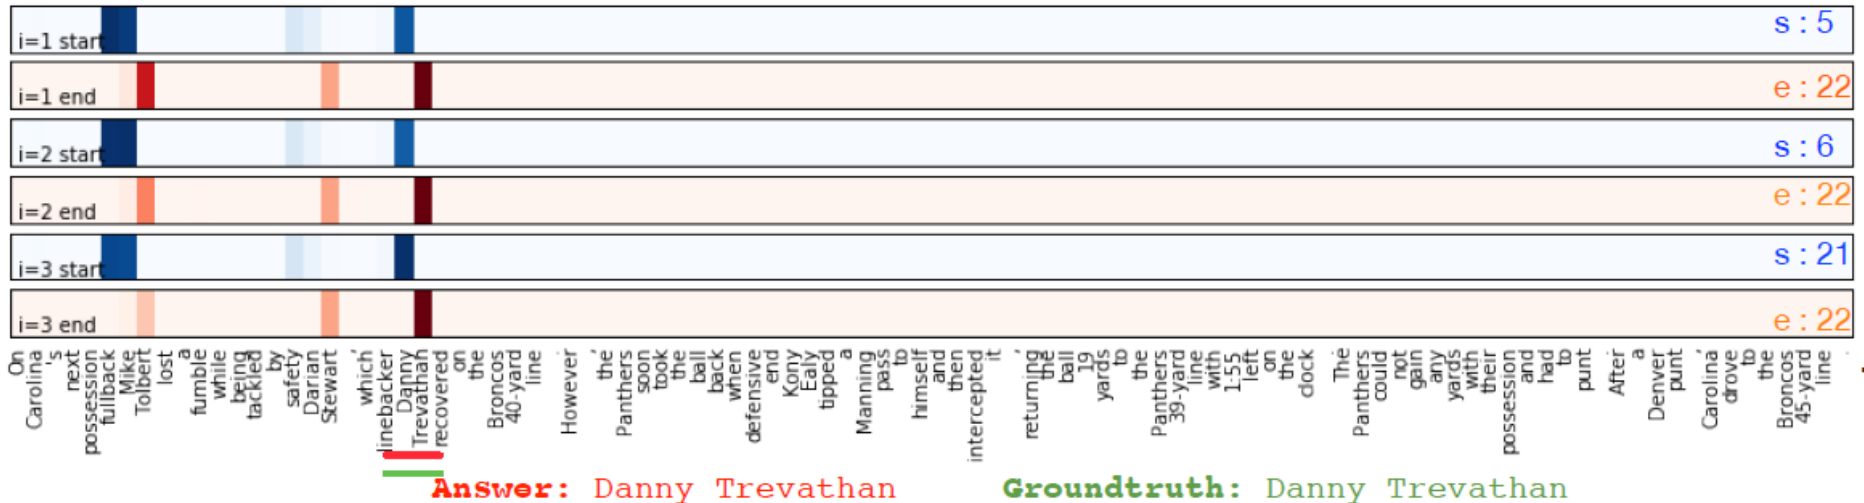 i=1 start s : 5
i=1 end e : 22
i=2 start s : 6
i=2 end e : 22
i=3 start s : 21
i=3 end e : 22
On Carolina 's next possession fullback Mike Tolbert lost a fumble while being tackled by safety Darian Stewart , which linebacker Danny Trevathan recovered on the Broncos 40-yard line . However , the Panthers soon took the ball back when defensive end Kony Ealy tipped a Manning pass to himself and then intercepted it , returning the ball 19 yards to the Panthers 39-yard line with 1:55 left on the clock . The Panthers could not gain any yards with their possession and had to punt . After a Denver punt , Carolina drove to the Broncos 45-yard line .
Answer: Danny Trevathan Groundtruth: Danny Trevathan